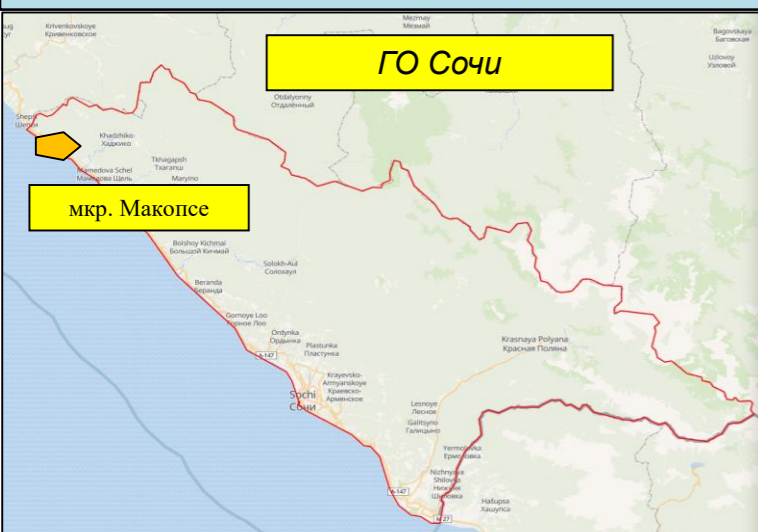 Krivenkovskoye
Кривенковское
Mezmay
Мезмай
Bagovskaya
Баговская
ГО Сочи
Uzlovoy
Узловой
Otdalyonny
Отдалённый
Shepsi
Шепси
Khadzhiko
Хаджико
Tkhagapsh
Тхагапш
Mamedova Schel
Мамедова Щель
Maryino
мкр. Макопсе
Bolshoy Kichmai
Большой Кичмай
Solokh-Aul
Солохаул
Beranda
Беранда
Gornoye Loo
Горное Лоо
Ordynka
Ордынка
Plastunka
Пластунка
Krasnaya Polyana
Красная Поляна
А-147
Krayevsko-
Armyanskoye
Краевско-
Армянское
Sochi
Сочи
Lesnoye
Лесное
Galitsyno
Галицыно
Yermolovka
Ермоловка
Nizhnyaya
Shilovka
Нижняя
Шиловка
А-147
Hašupsa
Хашупса